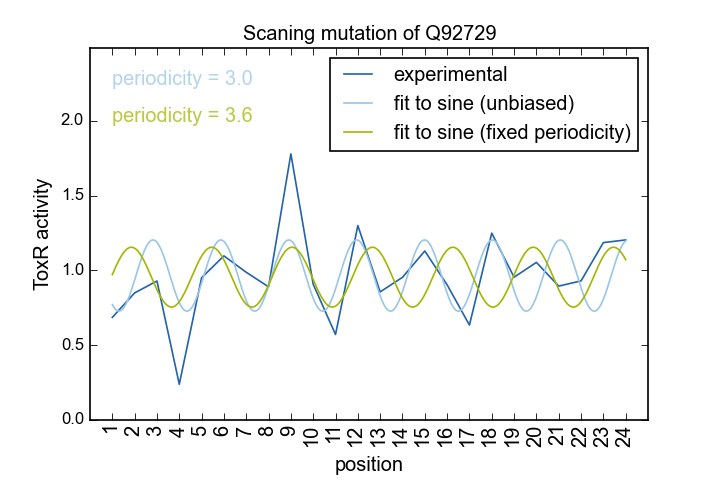 Scaning mutation of Q92729
periodicity = 3.0
periodicity = 3.6
experimental
fit to sine (unbiased)
fit to sine (fixed periodicity)
ToxR activity
2.0
1.5
1.0
0.5
0.0
1 2 3 4 5 6 7 8 9 10 11 12 13 14 15 16 17 18 19 20 21 22 23 24
position